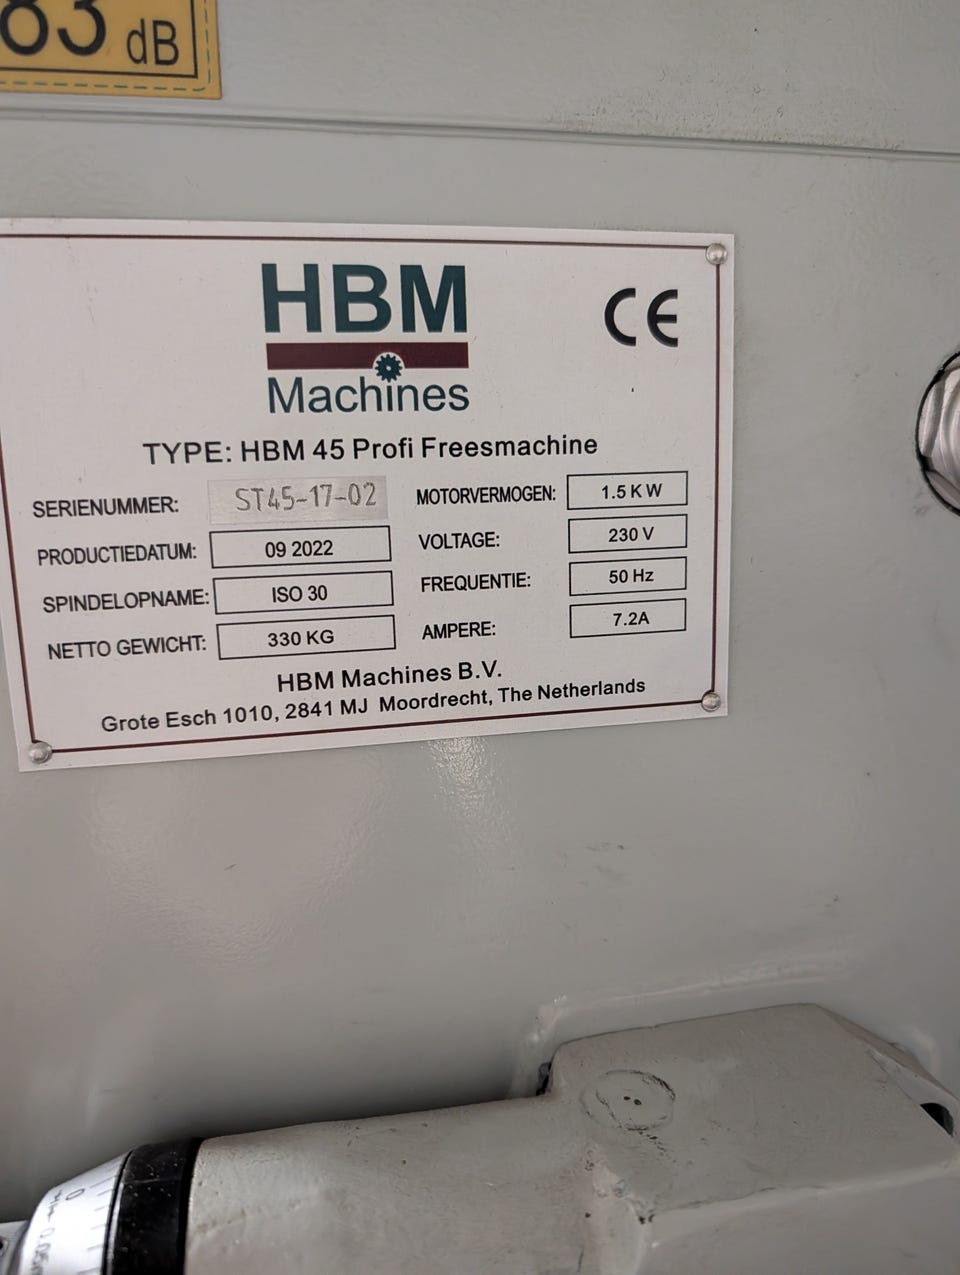 83 dB
HBM
Machines
CE
TYPE: HBM 45 Profi Freesmachine
SERIENUMMER: ST45-17-02
MOTORVERMOGEN: 1.5 KW
PRODUCTIEDATUM: 09 2022
VOLTAGE: 230 V
SPINDELOPNAME: ISO 30
FREQUENTIE: 50 Hz
NETTO GEWICHT: 330 KG
AMPERE: 7.2A
HBM Machines B.V.
Grote Esch 1010, 2841 MJ Moordrecht, The Netherlands
0